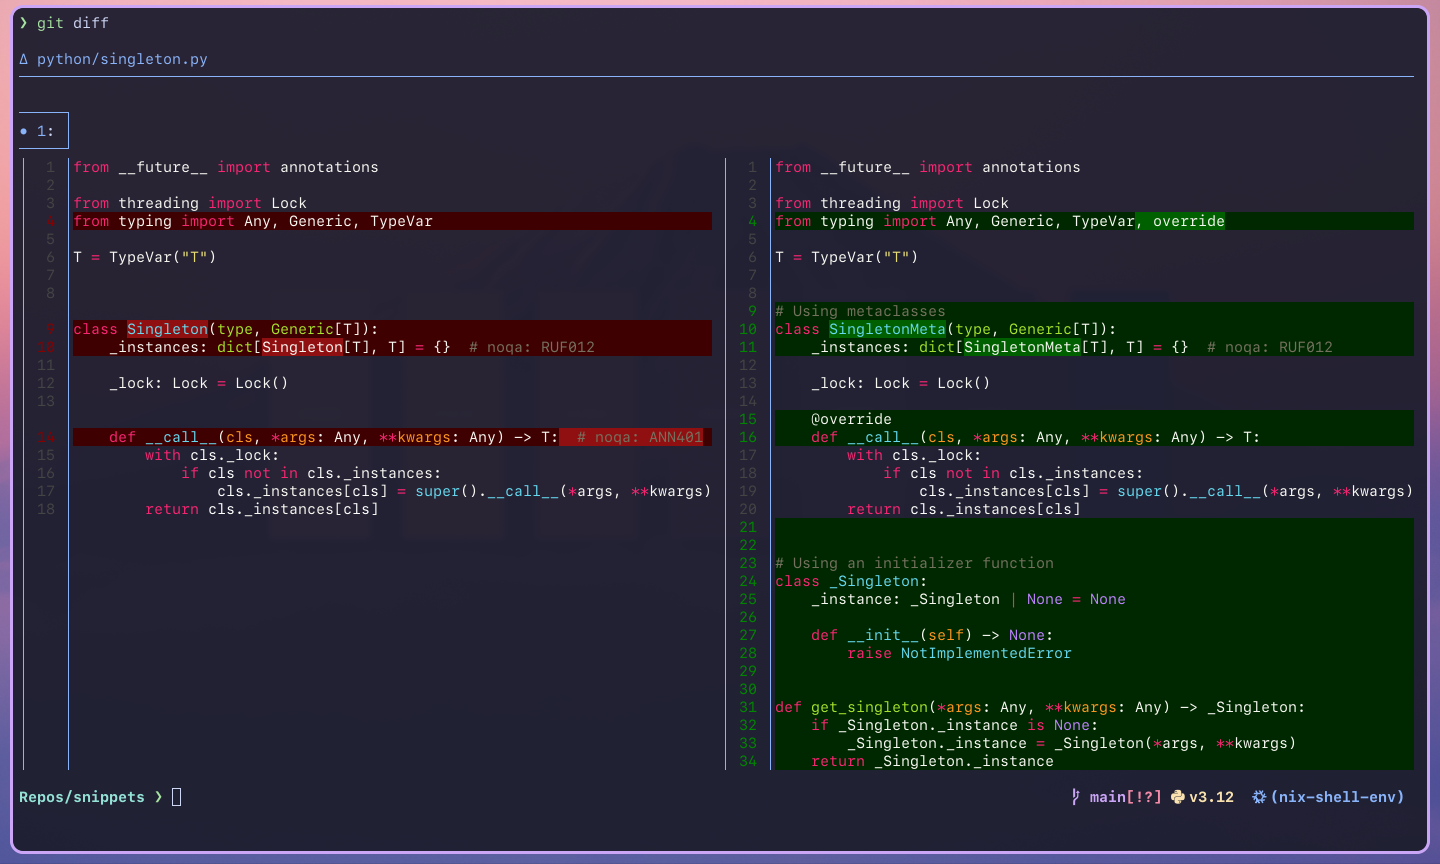 ❯ git diff
Δ python/singleton.py
• 1:
1 from __future__ import annotations
2
3 from threading import Lock
4 from typing import Any, Generic, TypeVar
5
6 T = TypeVar("T")
7
8
9 class Singleton(type, Generic[T]):
10     _instances: dict[Singleton[T], T] = {}  # noqa: RUF012
11
12     _lock: Lock = Lock()
13
14     def __call__(cls, *args: Any, **kwargs: Any) -> T:  # noqa: ANN401
15         with cls._lock:
16             if cls not in cls._instances:
17                 cls._instances[cls] = super().__call__(*args, **kwargs)
18         return cls._instances[cls]
1 from __future__ import annotations
2
3 from threading import Lock
4 from typing import Any, Generic, TypeVar, override
5
6 T = TypeVar("T")
7
8
9 # Using metaclasses
10 class SingletonMeta(type, Generic[T]):
11     _instances: dict[SingletonMeta[T], T] = {}  # noqa: RUF012
12
13     _lock: Lock = Lock()
14
15     @override
16     def __call__(cls, *args: Any, **kwargs: Any) -> T:
17         with cls._lock:
18             if cls not in cls._instances:
19                 cls._instances[cls] = super().__call__(*args, **kwargs)
20         return cls._instances[cls]
21
22
23 # Using an initializer function
24 class _Singleton:
25     _instance: _Singleton | None = None
26
27     def __init__(self) -> None:
28         raise NotImplementedError
29
30
31 def get_singleton(*args: Any, **kwargs: Any) -> _Singleton:
32     if _Singleton._instance is None:
33         _Singleton._instance = _Singleton(*args, **kwargs)
34     return _Singleton._instance
Repos/snippets ❯ main[!?] v3.12 (nix-shell-env)